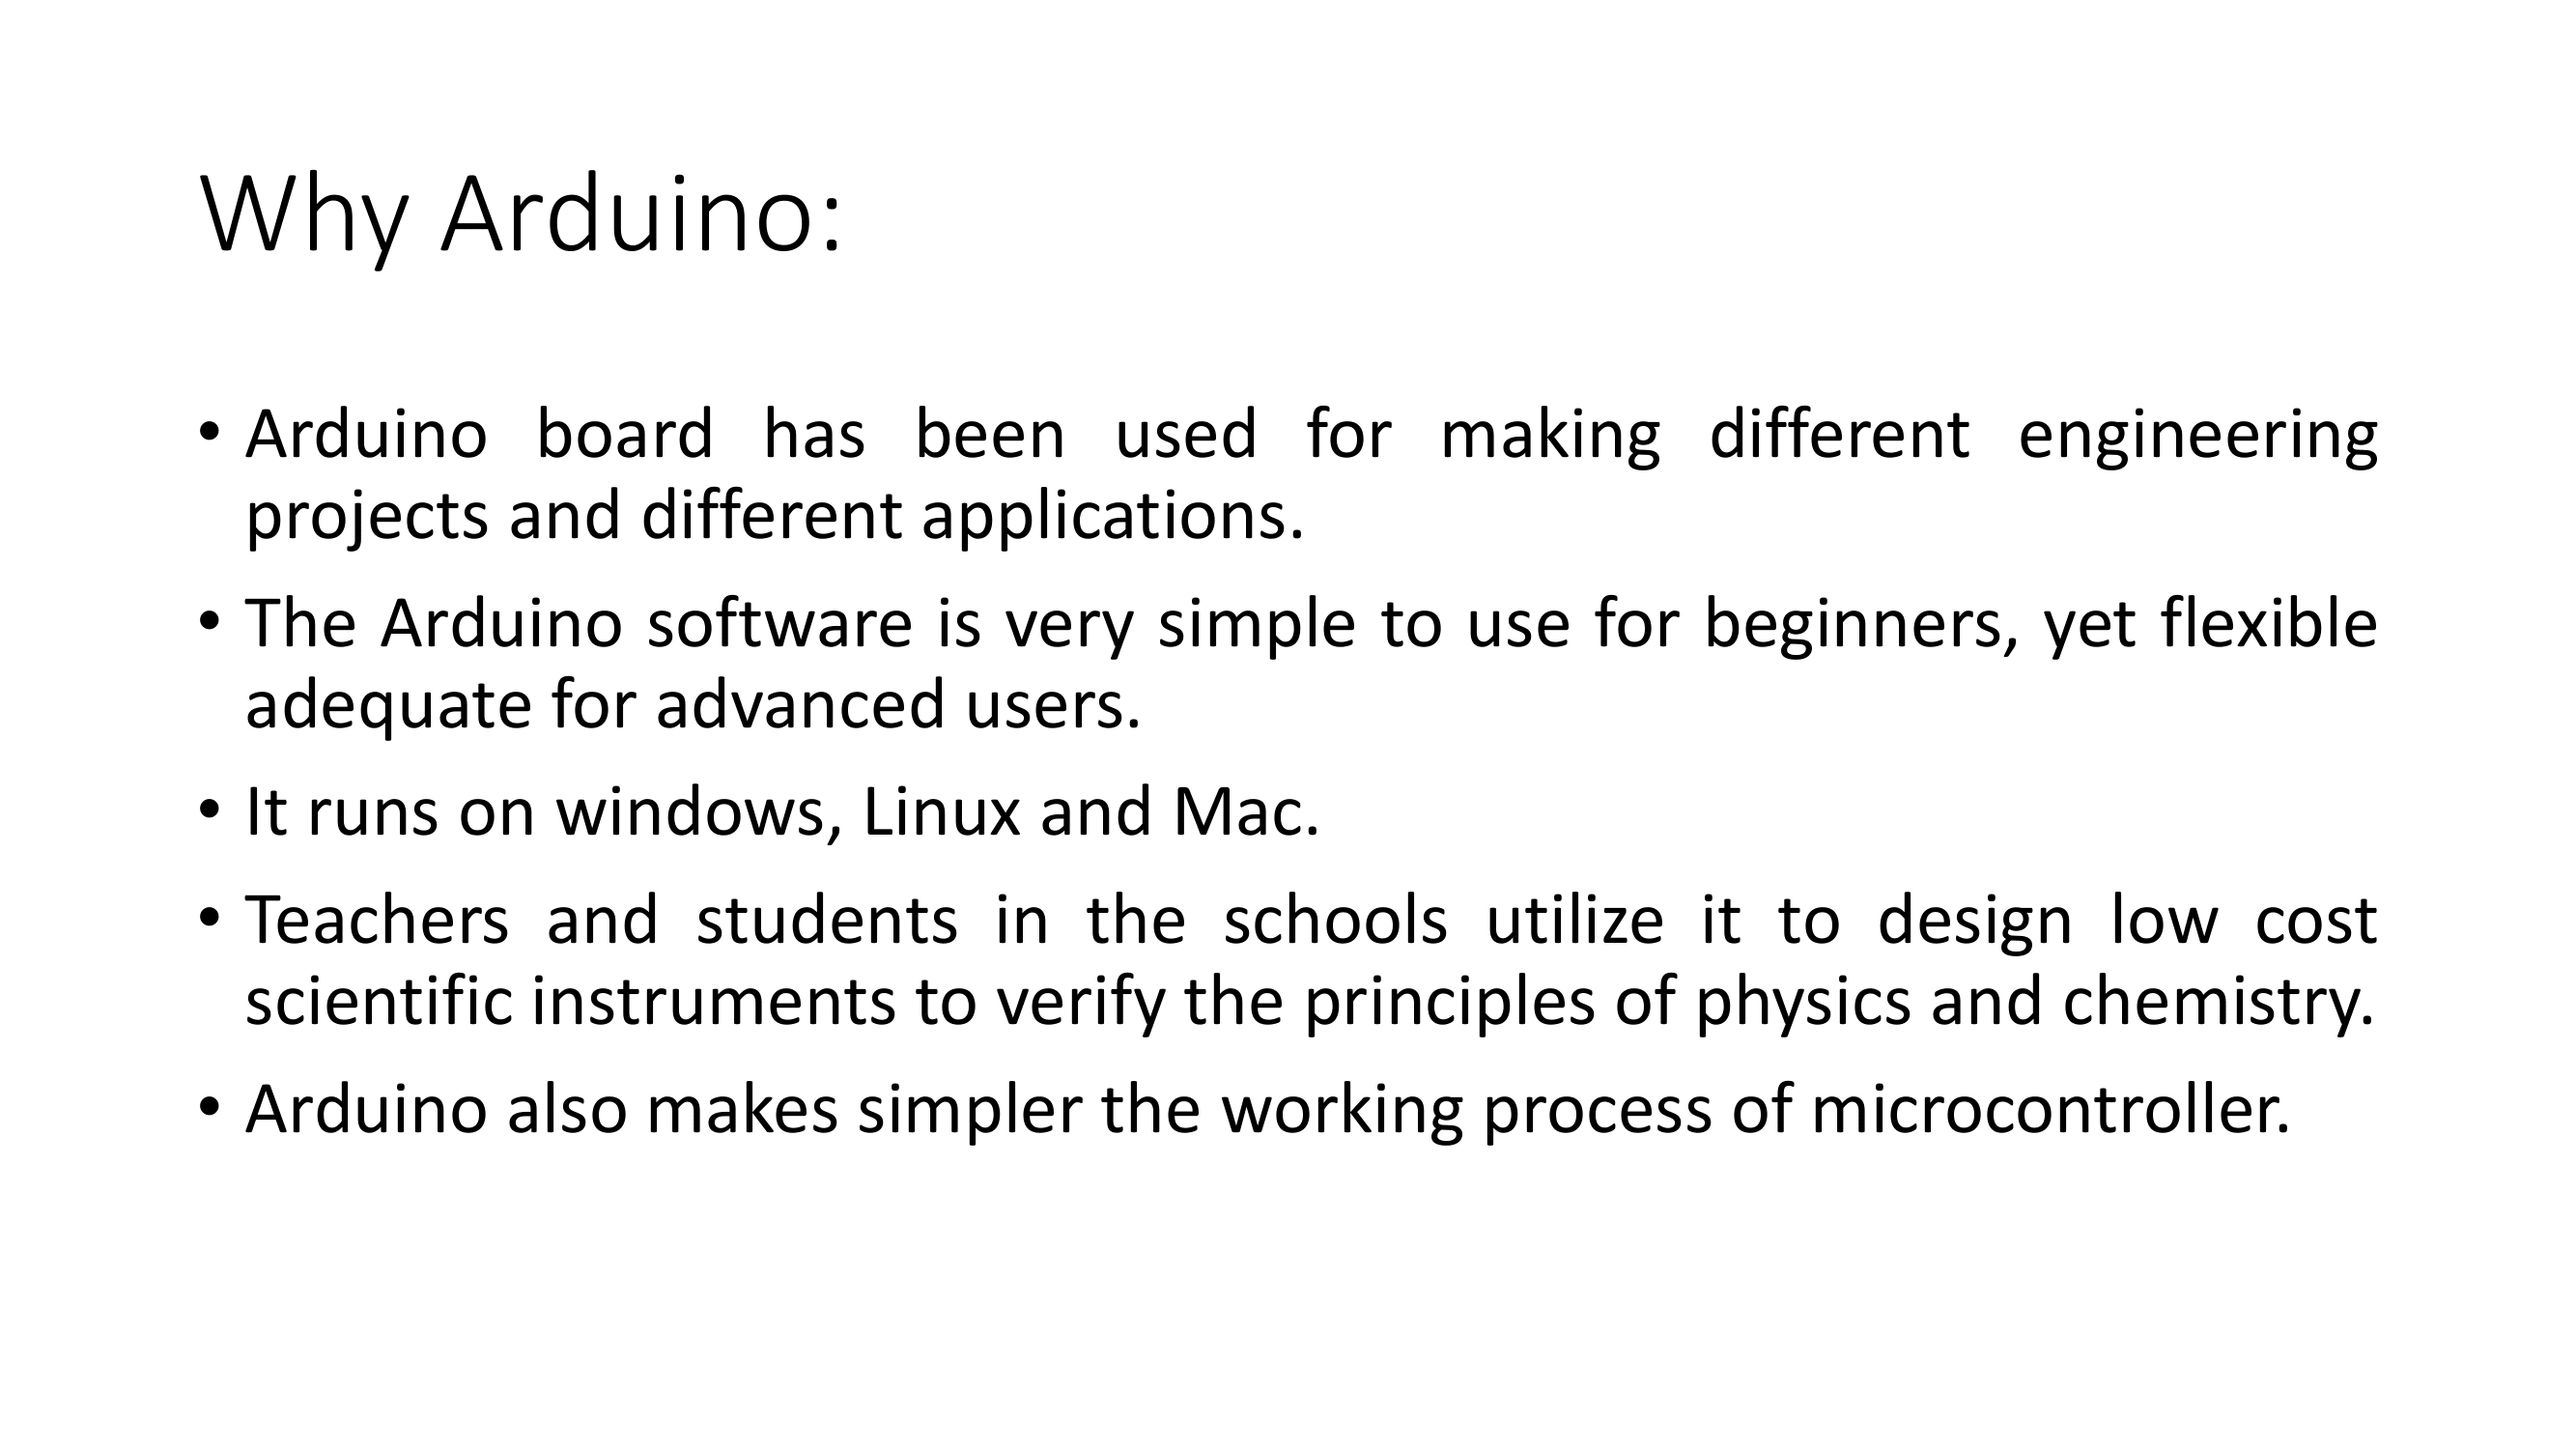 Why Arduino:
• Arduino board has been used for making different engineering
projects and different applications.
• The Arduino software is very simple to use for beginners, yet flexible
adequate for advanced users.
• It runs on windows, Linux and Mac.
• Teachers and students in the schools utilize it to design low cost
scientific instruments to verify the principles of physics and chemistry.
• Arduino also makes simpler the working process of microcontroller.